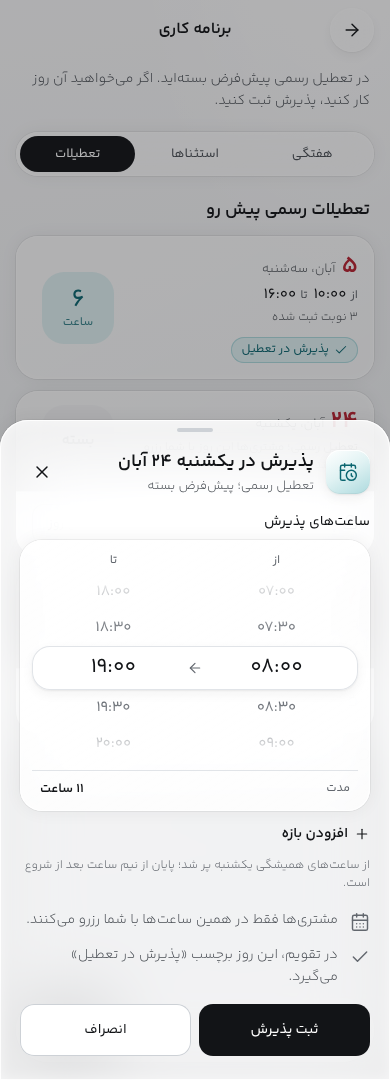 برنامه کاری
در تعطیل رسمی پیش‌فرض بسته‌اید. اگر می‌خواهید آن روز
کار کنید، پذیرش ثبت کنید.
هفتگی استثناها تعطیلات
تعطیلات رسمی پیش رو
۵ آبان، سه‌شنبه
از ۱۰:۰۰ تا ۱۶:۰۰
۳ نوبت ثبت شده
پذیرش در تعطیل
۶
ساعت
۲۴ آبان، یکشنبه
بسته
پذیرش در یکشنبه ۲۴ آبان
تعطیل رسمی؛ پیش‌فرض بسته
ساعت‌های پذیرش
از تا
۰۷:۰۰ ۱۸:۰۰
۰۷:۳۰ ۱۸:۳۰
۰۸:۰۰ ۱۹:۰۰
۰۸:۳۰ ۱۹:۳۰
۰۹:۰۰ ۲۰:۰۰
مدت ۱۱ ساعت
افزودن بازه
از ساعت‌های همیشگی یکشنبه پر شد؛ پایان از نیم ساعت بعد از شروع
است.
مشتری‌ها فقط در همین ساعت‌ها با شما رزرو می‌کنند.
در تقویم، این روز برچسب «پذیرش در تعطیل»
می‌گیرد.
ثبت پذیرش انصراف